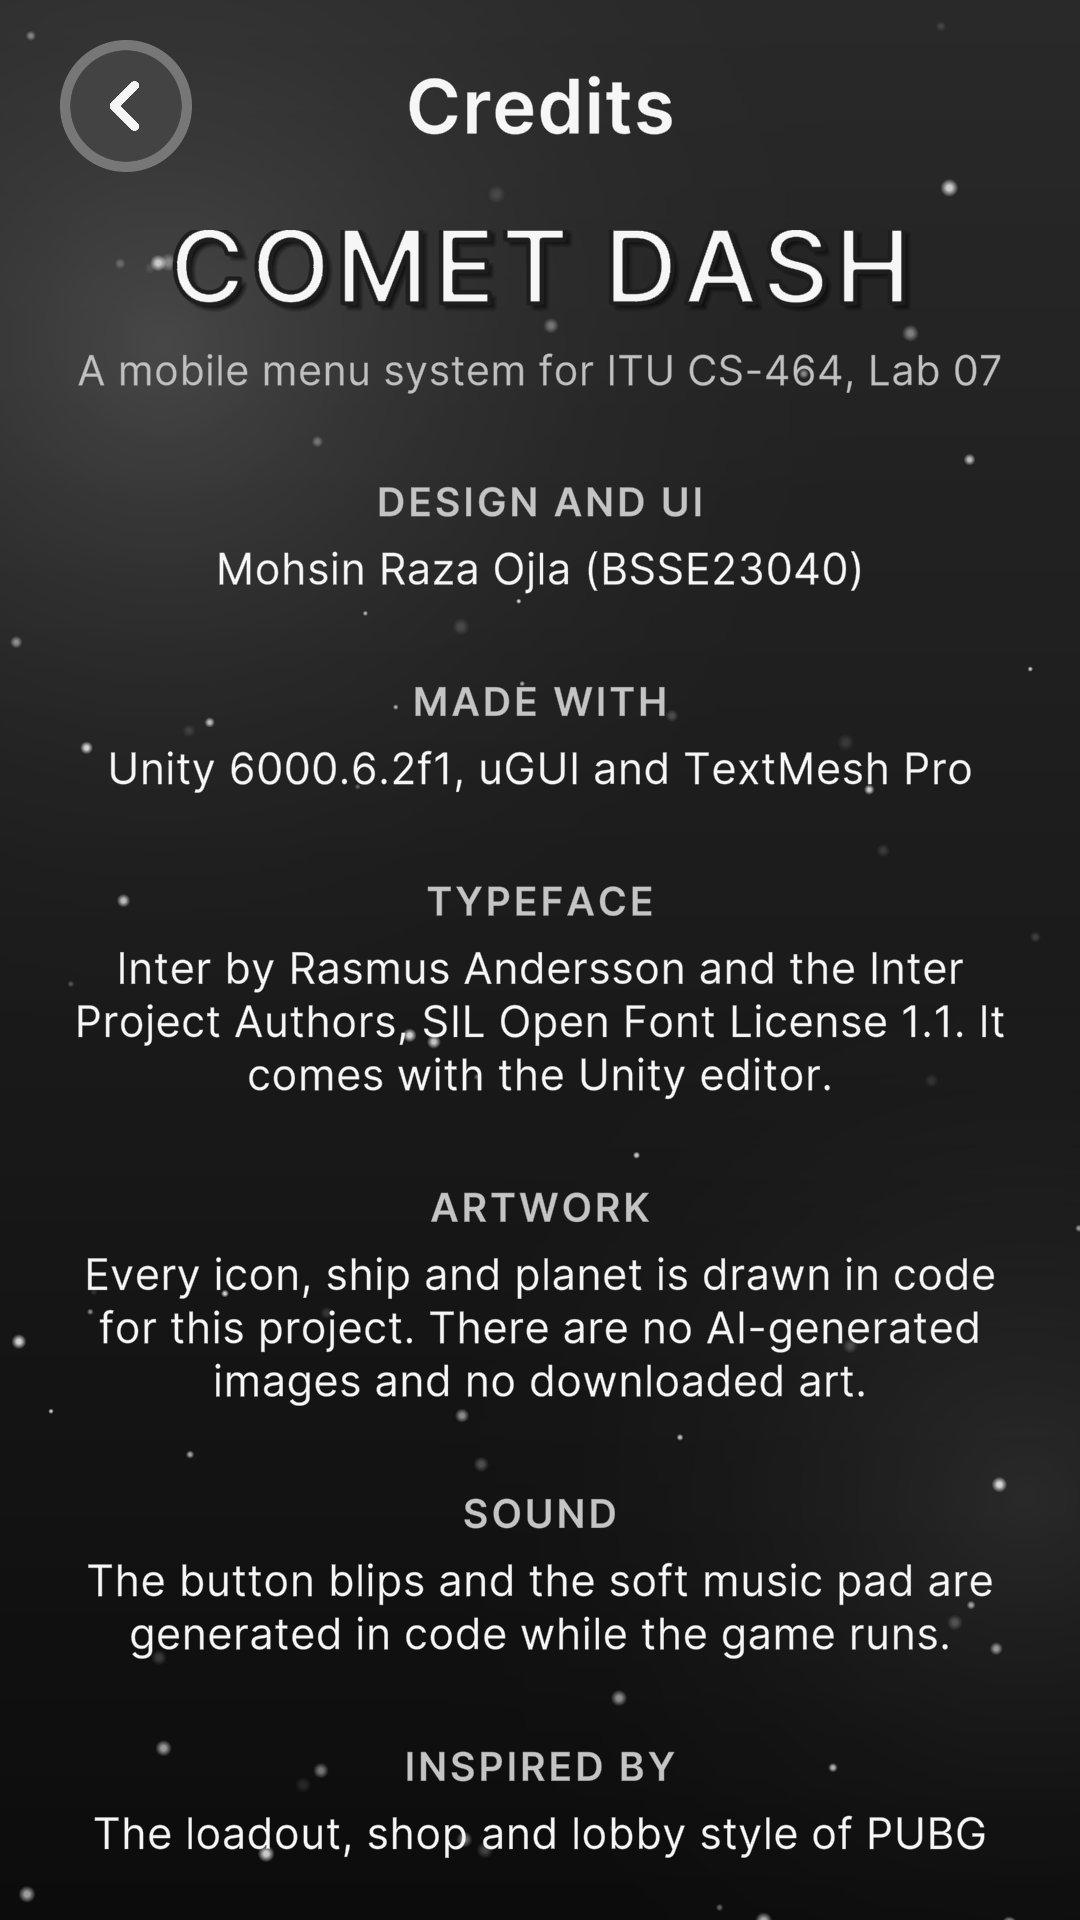 Credits
COMET DASH
A mobile menu system for ITU CS-464, Lab 07
DESIGN AND UI
Mohsin Raza Ojla (BSSE23040)
MADE WITH
Unity 6000.6.2f1, uGUI and TextMesh Pro
TYPEFACE
Inter by Rasmus Andersson and the Inter
Project Authors, SIL Open Font License 1.1. It
comes with the Unity editor.
ARTWORK
Every icon, ship and planet is drawn in code
for this project. There are no AI-generated
images and no downloaded art.
SOUND
The button blips and the soft music pad are
generated in code while the game runs.
INSPIRED BY
The loadout, shop and lobby style of PUBG